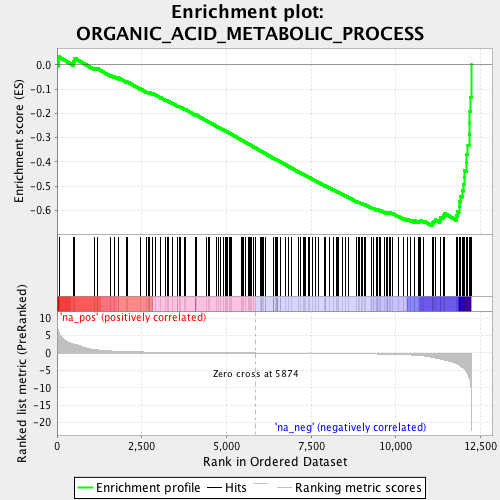 Enrichment plot:
ORGANIC_ACID_METABOLIC_PROCESS
Enrichment score (ES)
0.0
-0.1
-0.2
-0.3
-0.4
-0.5
-0.6
Ranked list metric (PreRanked)
10
5
0
-5
-10
-15
-20
'na_pos' (positively correlated)
Zero cross at 5874
'na_neg' (negatively correlated)
0 2,500 5,000 7,500 10,000 12,500
Rank in Ordered Dataset
Enrichment profile Hits Ranking metric scores